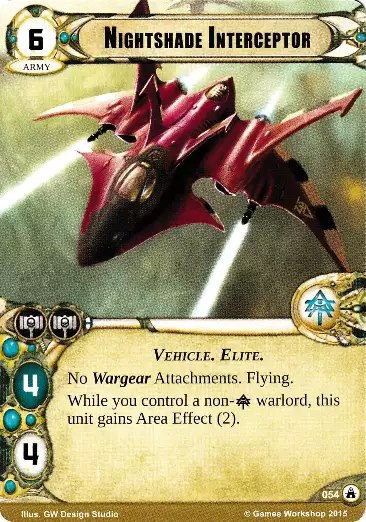 6
NIGHTSHADE INTERCEPTOR
ARMY
VEHICLE. ELITE.
4
No Wargear Attachments. Flying.
While you control a non- warlord, this
unit gains Area Effect (2).
4
054
Illus. GW Design Studio
© Games Workshop 2015